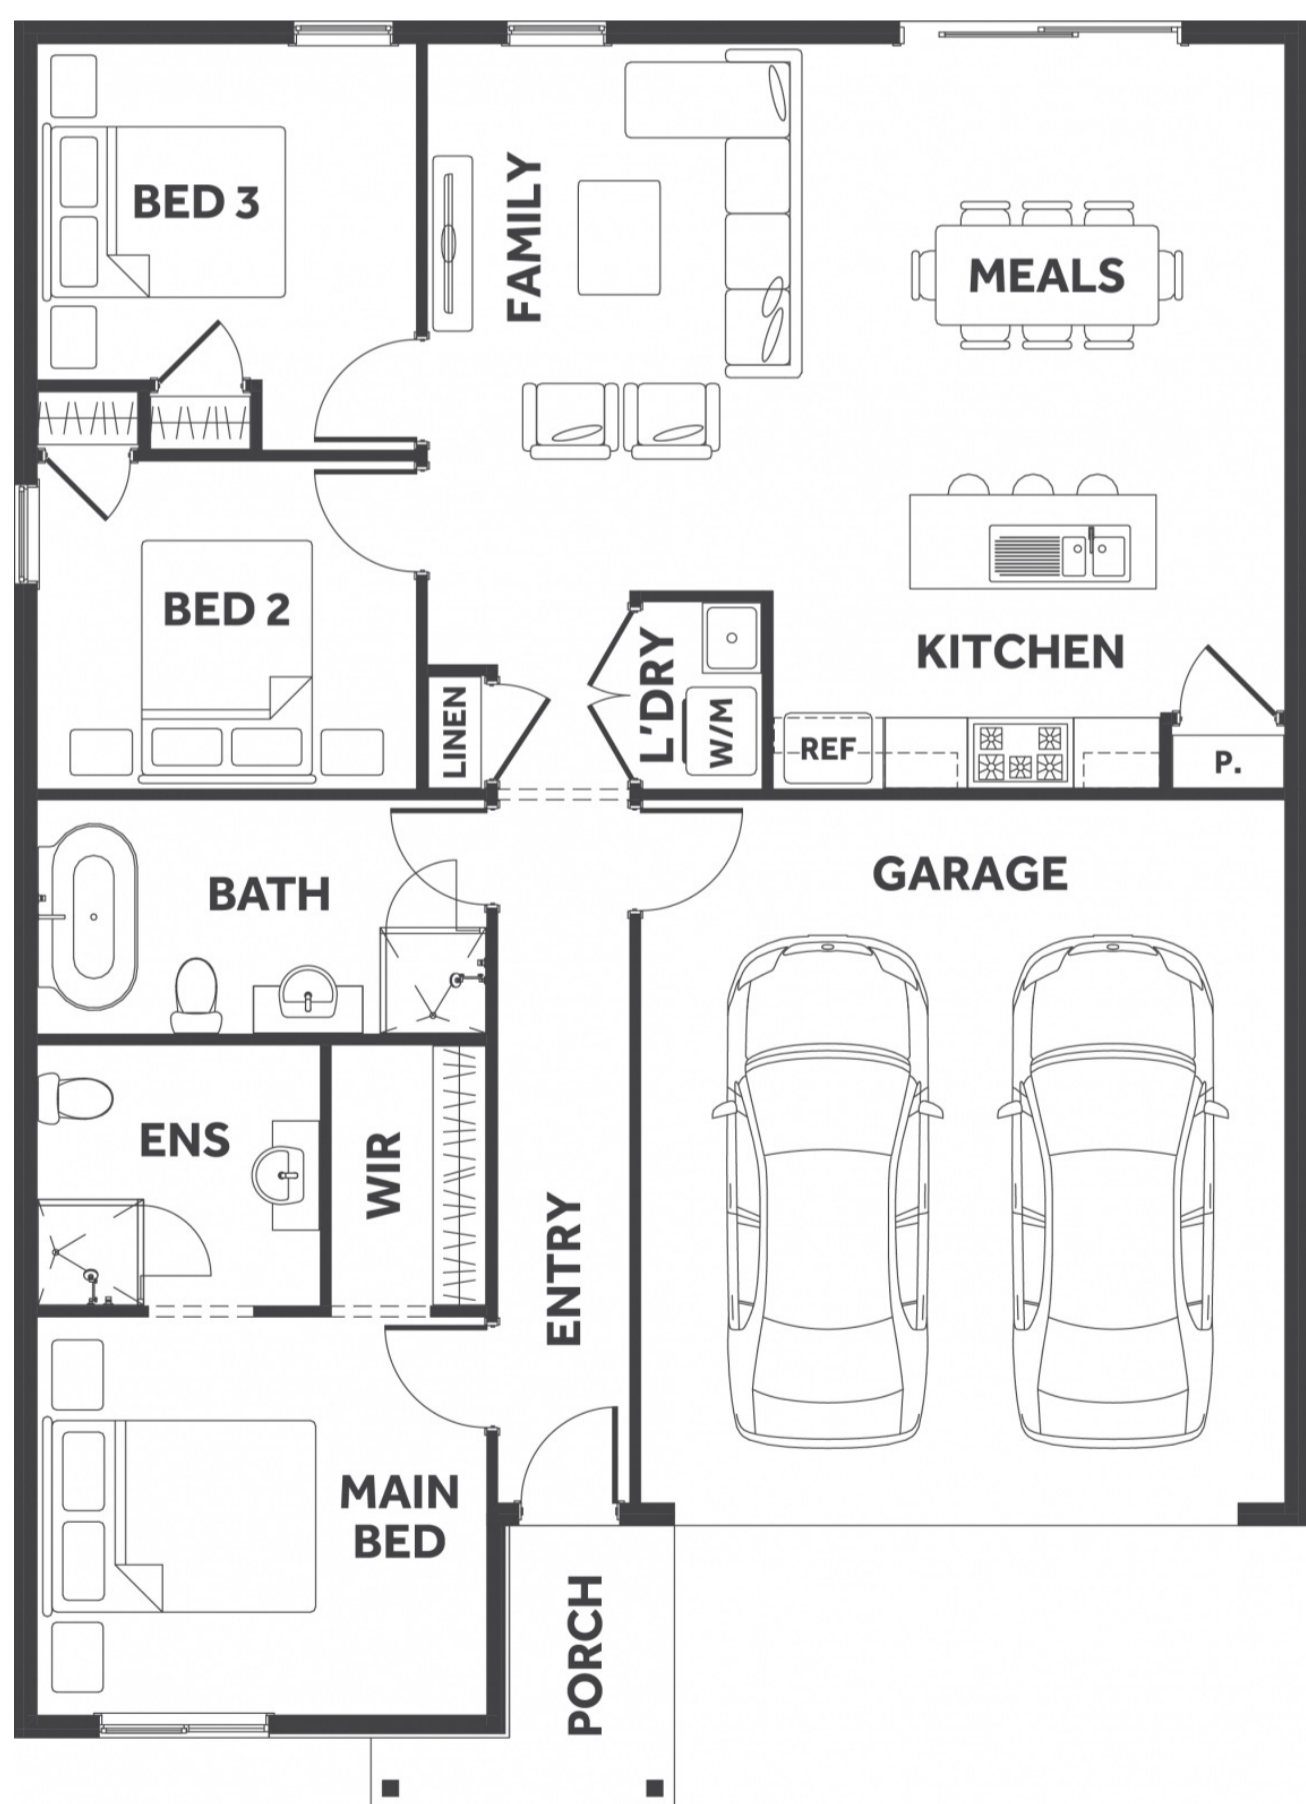 BED 3
FAMILY
MEALS
BED 2
KITCHEN
L'DRY
W/M
LINEN
REF
P.
BATH
GARAGE
ENS
WIR
ENTRY
MAIN
BED
PORCH